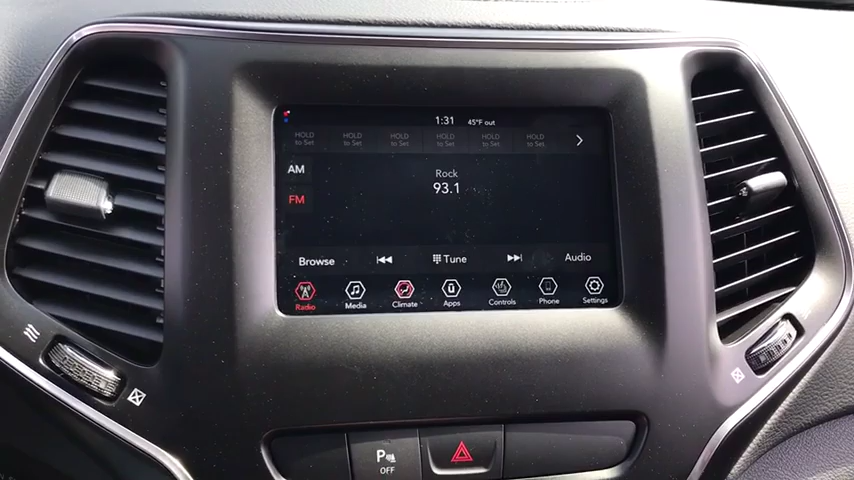 1:31 45°F out
HOLD to Set HOLD to Set HOLD to Set HOLD to Set HOLD to Set HOLD to Set
AM
Rock
93.1
FM
Browse Tune Audio
Radio Media Climate Apps Controls Phone Settings
P
OFF